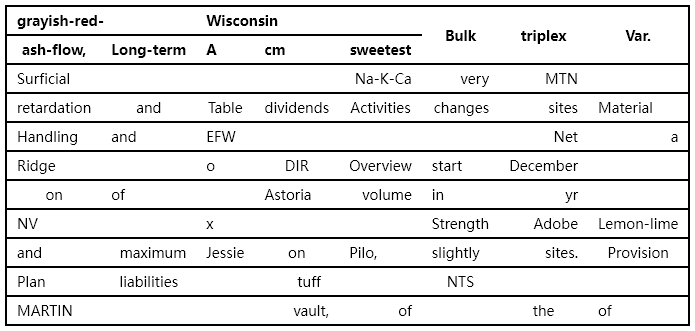 grayish-red- Wisconsin Bulk triplex Var.
ash-flow, Long-term A cm sweetest
Surficial Na-K-Ca very MTN
retardation and Table dividends Activities changes sites Material
Handling and EFW Net a
Ridge o DIR Overview start December
on of Astoria volume in yr
NV x Strength Adobe Lemon-lime
and maximum Jessie on Pilo, slightly sites. Provision
Plan liabilities tuff NTS
MARTIN vault, of the of